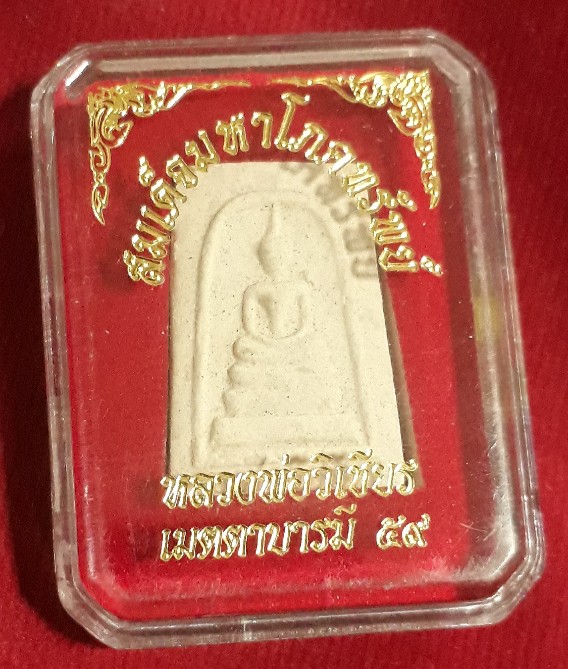 สมเด็จมหาโภคทรัพย์
หลวงพ่อวิเชียร
เมตตาบารมี ๕๙